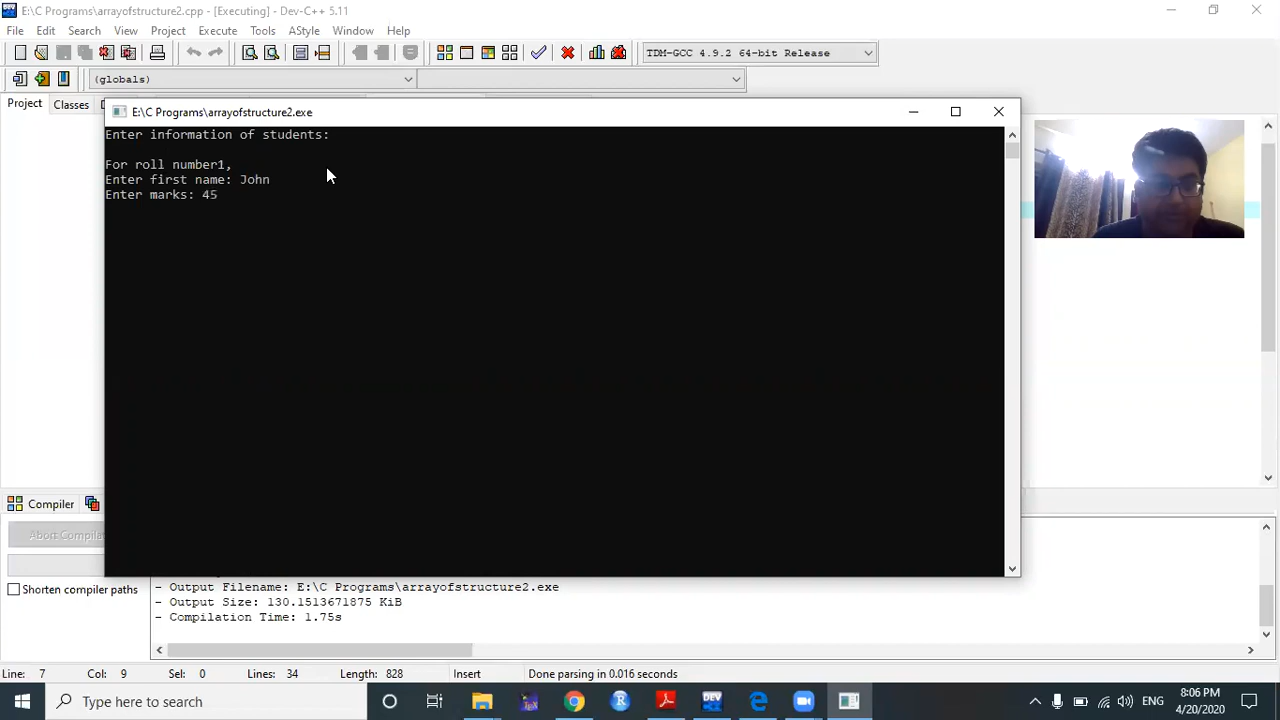 E:\C Programs\arrayofstructure2.cpp - [Executing] - Dev-C++ 5.11
File Edit Search View Project Execute Tools AStyle Window Help
TDM-GCC 4.9.2 64-bit Release
(globals)
Project Classes
E:\C Programs\arrayofstructure2.exe
Enter information of students:
For roll number1,
Enter first name: John
Enter marks: 45
Compiler
Abort Compila
Shorten compiler paths
- Output Filename: E:\C Programs\arrayofstructure2.exe
- Output Size: 130.1513671875 KiB
- Compilation Time: 1.75s
Line: 7 Col: 9 Sel: 0 Lines: 34 Length: 828 Insert Done parsing in 0.016 seconds
Type here to search
ENG
8:06 PM
4/20/2020